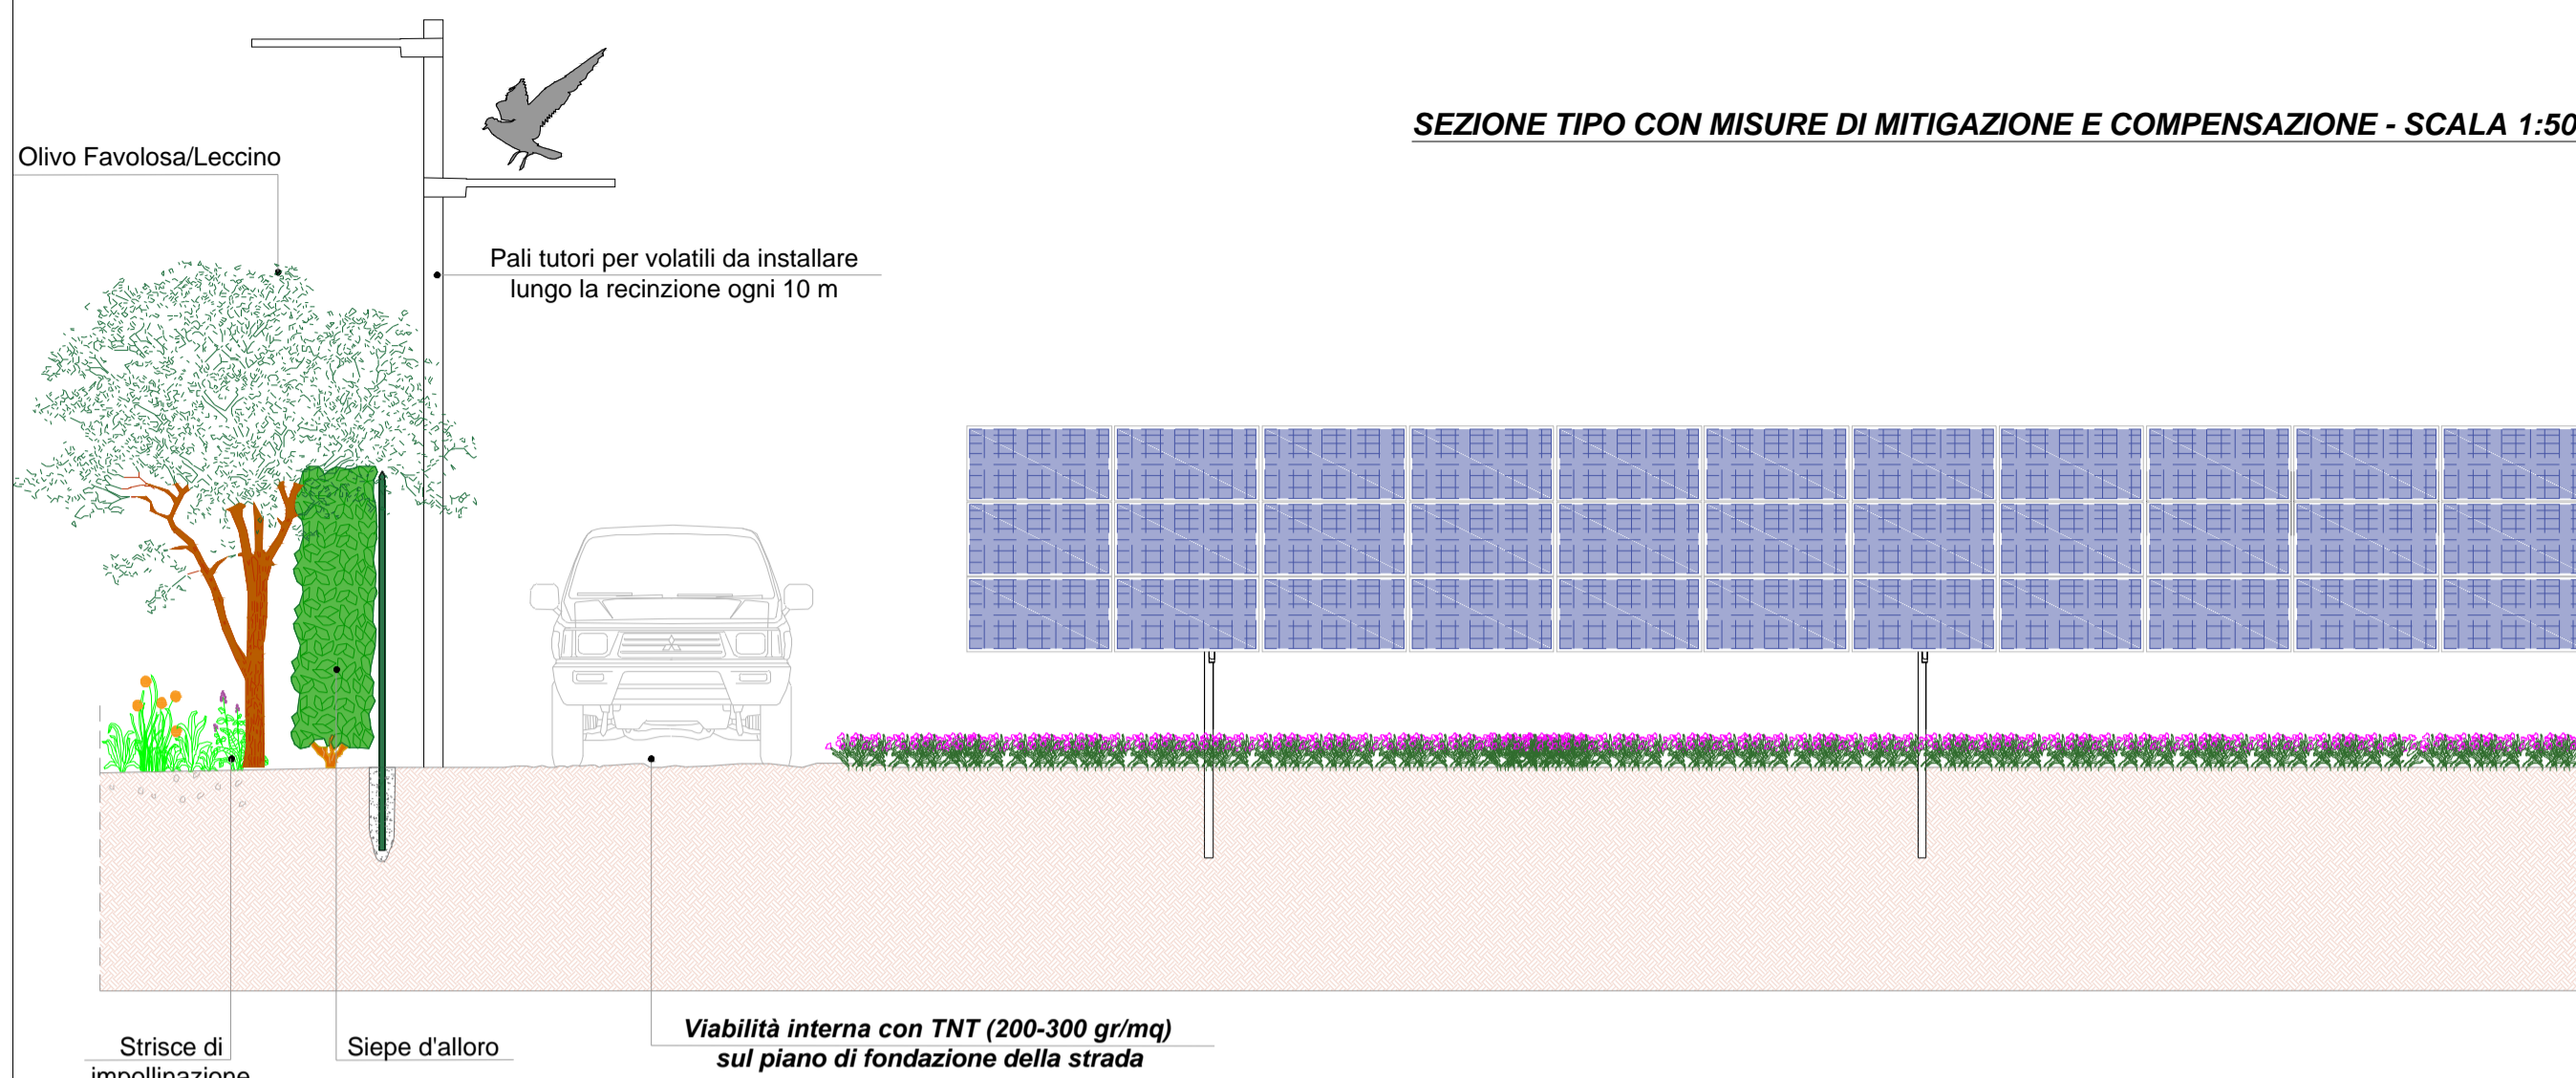 SEZIONE TIPO CON MISURE DI MITIGAZIONE E COMPENSAZIONE - SCALA 1:50
Olivo Favolosa/Leccino
Pali tutori per volatili da installare
lungo la recinzione ogni 10 m
Viabilità interna con TNT (200-300 gr/mq)
sul piano di fondazione della strada
Strisce di
impollinazione
Siepe d'alloro